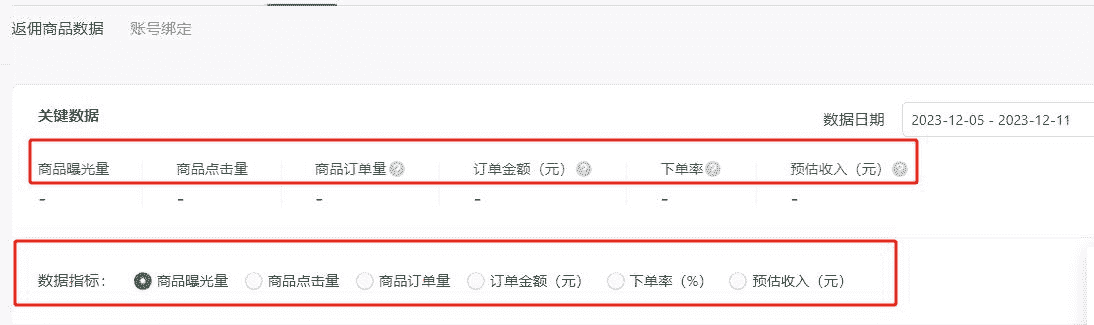 返佣商品数据 账号绑定
关键数据 数据日期 2023-12-05 - 2023-12-11
商品曝光量 商品点击量 商品订单量 订单金额（元） 下单率 预估收入（元）
- - - - - -
数据指标： 商品曝光量 商品点击量 商品订单量 订单金额（元） 下单率（%） 预估收入（元）